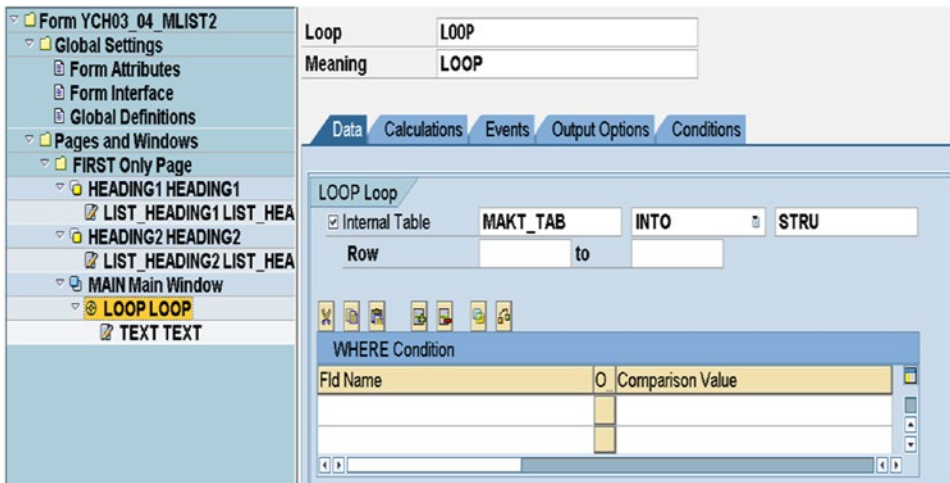 Form YCH03_04_MLIST2
Global Settings
Form Attributes
Form Interface
Global Definitions
Pages and Windows
FIRST Only Page
HEADING1 HEADING1
LIST_HEADING1 LIST_HEA
HEADING2 HEADING2
LIST_HEADING2 LIST_HEA
MAIN Main Window
LOOP LOOP
TEXT TEXT
Loop LOOP
Meaning LOOP
Data Calculations Events Output Options Conditions
LOOP Loop
Internal Table MAKT_TAB INTO STRU
Row to
WHERE Condition
Fld Name O.. Comparison Value